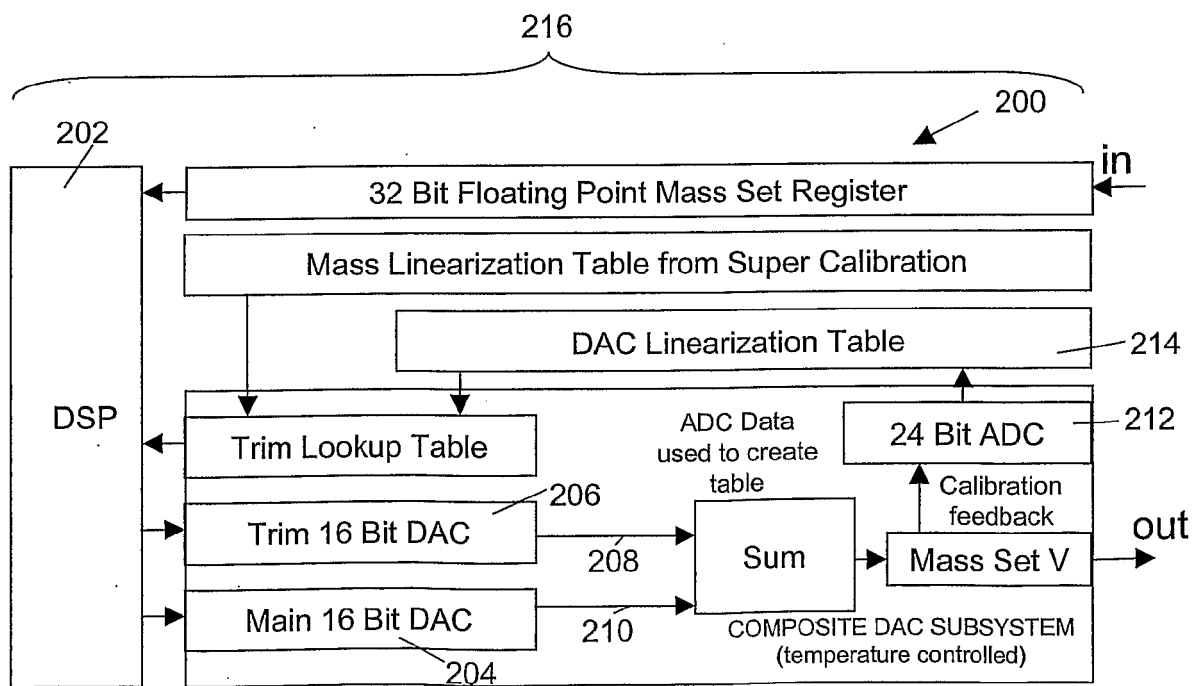 216
200
202
in
32 Bit Floating Point Mass Set Register
Mass Linearization Table from Super Calibration
DAC Linearization Table
214
DSP
Trim Lookup Table
ADC Data
used to create
table
24 Bit ADC
212
206
Calibration
feedback
Trim 16 Bit DAC
208
Sum
Mass Set V
out
Main 16 Bit DAC
210
204
COMPOSITE DAC SUBSYSTEM
(temperature controlled)